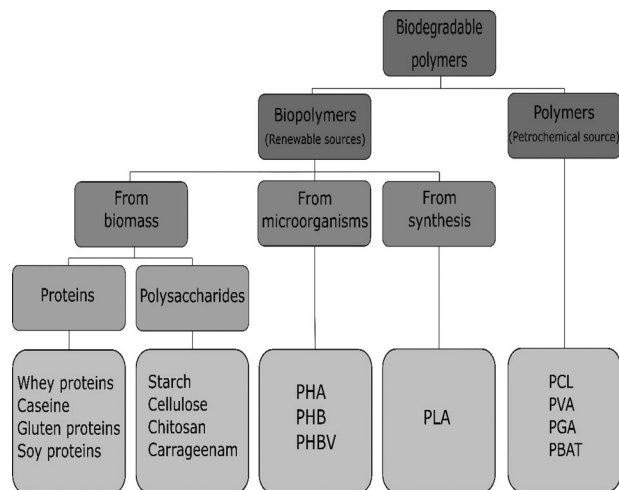 Biodegradable
polymers
Biopolymers
(Renewable sources)
Polymers
(Petrochemical source)
From
biomass
From
microorganisms
From
synthesis
Proteins
Polysaccharides
Whey proteins
Caseine
Gluten proteins
Soy proteins
Starch
Cellulose
Chitosan
Carrageenam
PHA
PHB
PHBV
PLA
PCL
PVA
PGA
PBAT